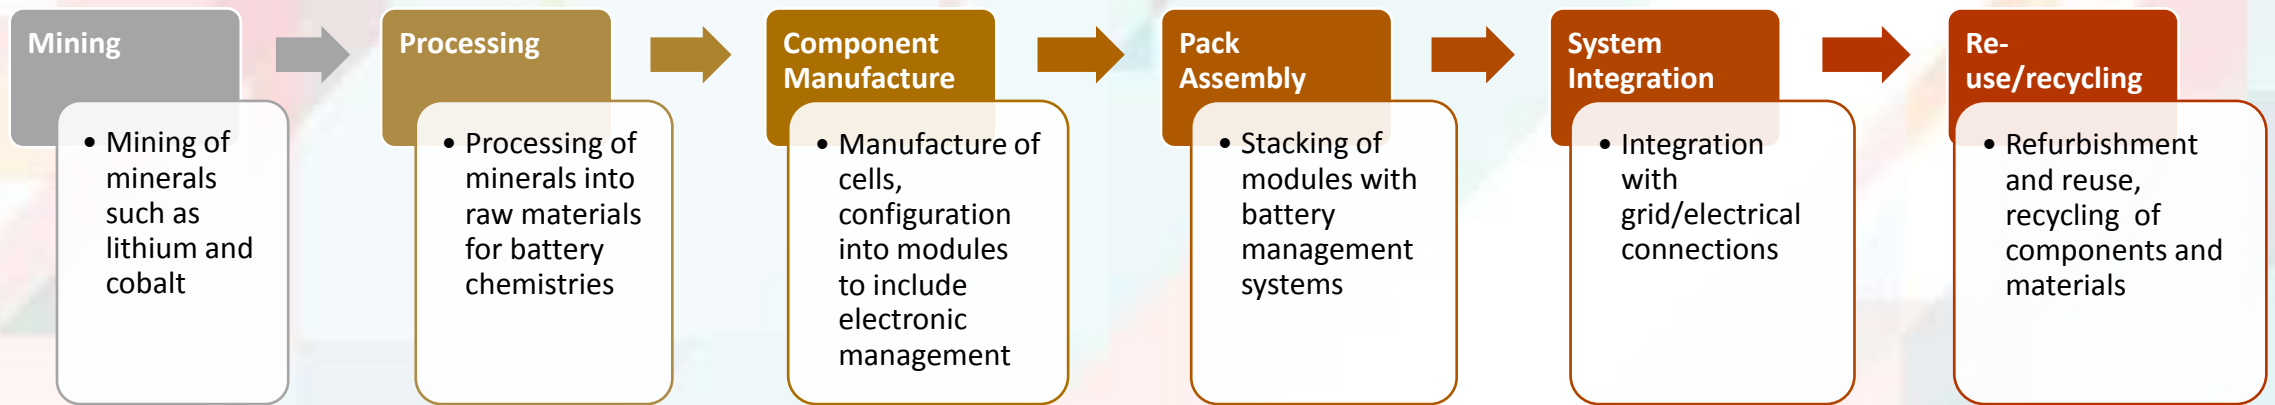 Mining
• Mining of
minerals
such as
lithium and
cobalt
Processing
• Processing of
minerals into
raw materials
for battery
chemistries
Component
Manufacture
• Manufacture of
cells,
configuration
into modules
to include
electronic
management
Pack
Assembly
• Stacking of
modules with
battery
management
systems
System
Integration
• Integration
with
grid/electrical
connections
Re-
use/recycling
• Refurbishment
and reuse,
recycling  of
components and
materials